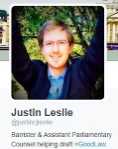 Justin Leslie
@justincjleslie
Barrister & Assistant Parliamentary
Counsel helping draft #GoodLaw.